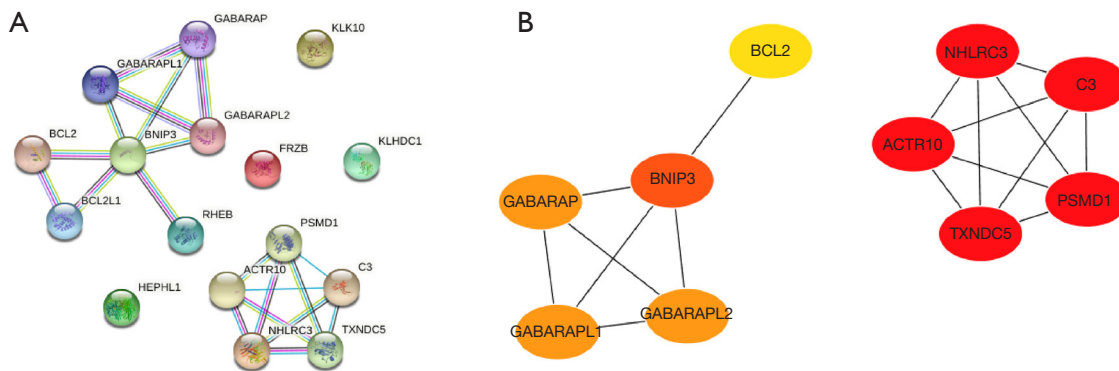 A
GABARAP
KLK10
GABARAPL1
GABARAPL2
BCL2
BNIP3
FRZB
KLHDC1
BCL2L1
RHEB
PSMD1
ACTR10
C3
HEPHL1
NHLRC3
TXNDC5
B
BCL2
BNIP3
GABARAP
GABARAPL1
GABARAPL2
NHLRC3
C3
ACTR10
PSMD1
TXNDC5